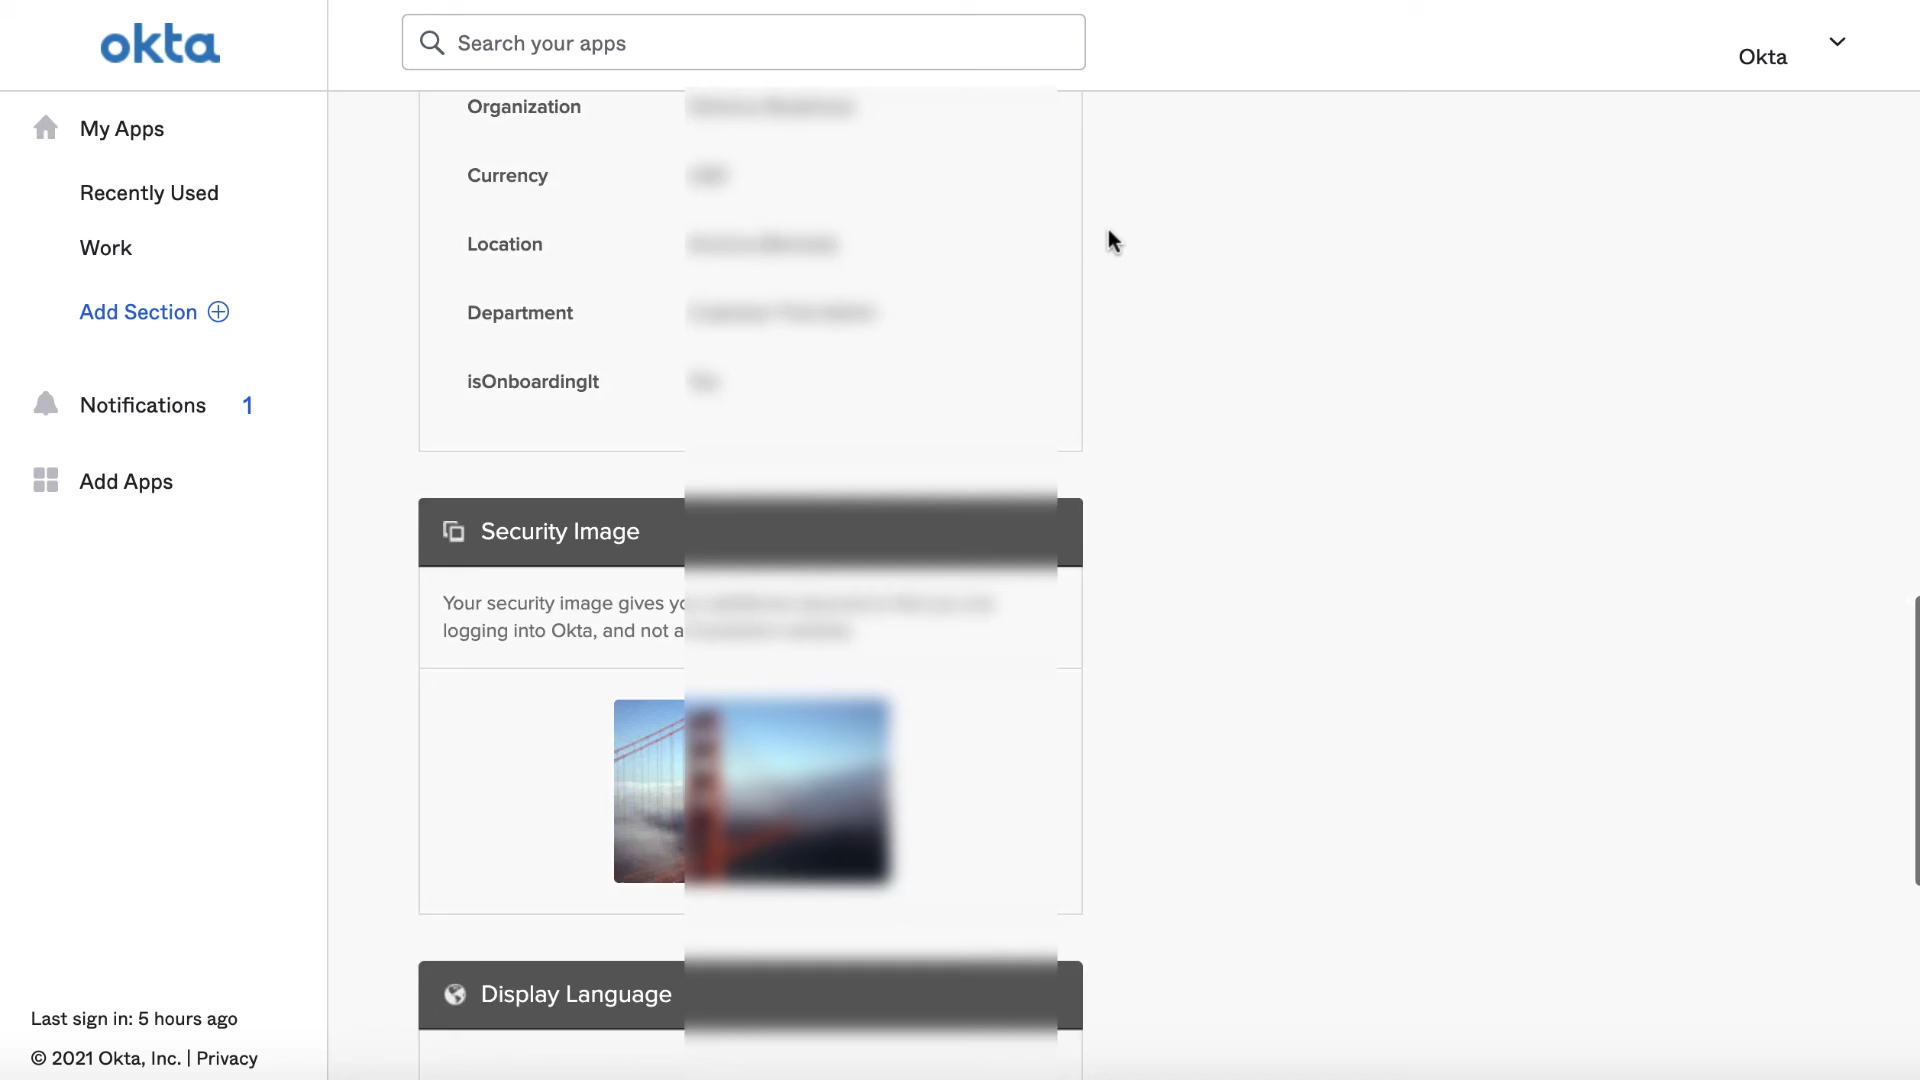 okta
Search your apps
Okta
My Apps
Recently Used
Work
Add Section
Notifications 1
Add Apps
Organization
Currency
Location
Department
isOnboardingIt
Security Image
Your security image gives
logging into Okta, and not
Display Language
Last sign in: 5 hours ago
© 2021 Okta, Inc. | Privacy